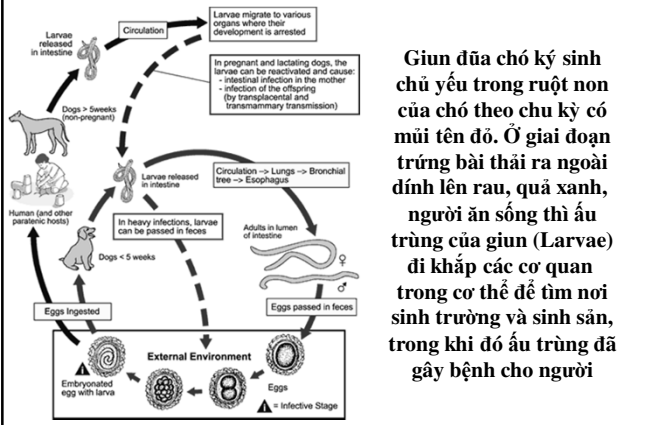 Larvae
released
in intestine
Circulation
Larvae migrate to various
organs where their
development is arrested
In pregnant and lactating dogs, the
larvae can be reactivated and cause:
- intestinal infection in the mother
- infection of the offspring
(by transplacental and
transmammary transmission)
Dogs > 5weeks
(non-pregnant)
Larvae released
in intestine
Circulation –> Lungs –> Bronchial
tree –> Esophagus
Human (and other
paratenic hosts)
In heavy infections, larvae
can be passed in feces
Adults in lumen
of intestine
♀
♂
Dogs < 5 weeks
Eggs Ingested
Eggs passed in feces
External Environment
Embryonated
egg with larva
Eggs
i
i = Infective Stage
Giun đũa chó ký sinh
chủ yếu trong ruột non
của chó theo chu kỳ có
mủi tên đỏ. Ở giai đoạn
trứng bài thải ra ngoài
dính lên rau, quả xanh,
người ăn sống thì ấu
trùng của giun (Larvae)
đi khắp các cơ quan
trong cơ thể để tìm nơi
sinh trường và sinh sản,
trong khi đó ấu trùng đã
gây bệnh cho người